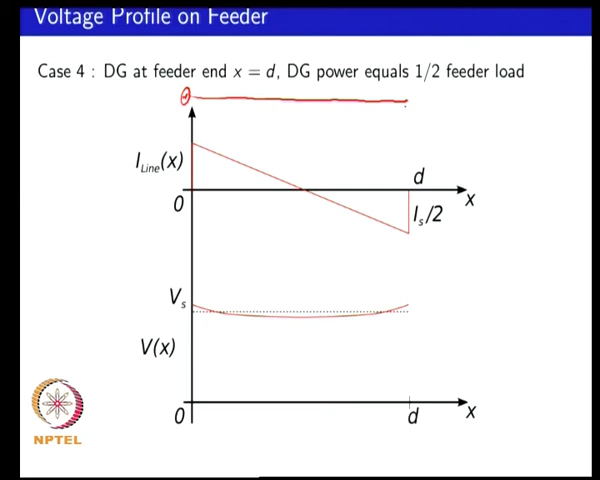 Voltage Profile on Feeder
Case 4 : DG at feeder end x = d, DG power equals 1/2 feeder load
I_Line(x)
d
0
x
I_s/2
V_s
V(x)
0
d
x
NPTEL